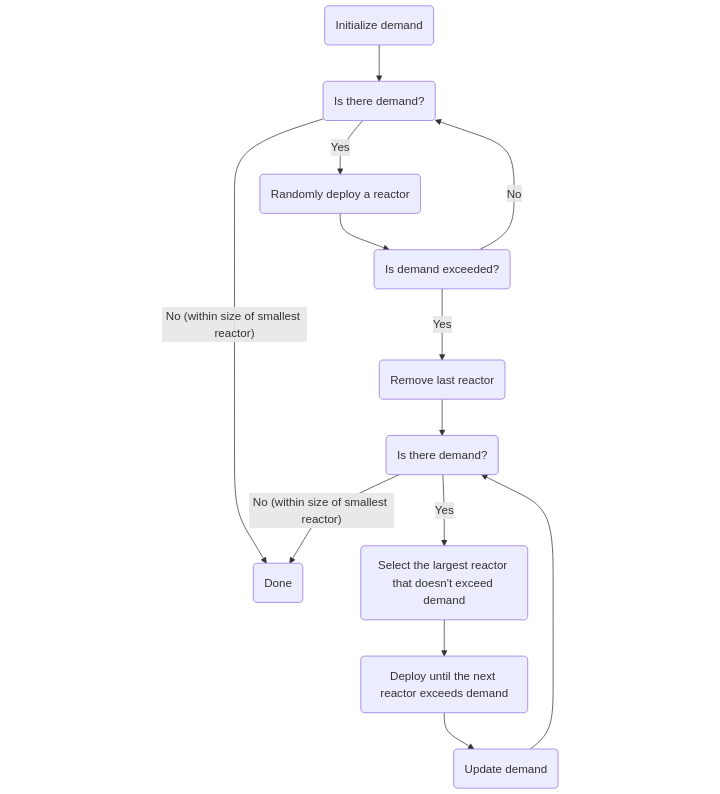 Initialize demand
Is there demand?
Yes
Randomly deploy a reactor
No
Is demand exceeded?
No (within size of smallest
reactor)
Yes
Remove last reactor
Is there demand?
No (within size of smallest
reactor)
Yes
Select the largest reactor
that doesn't exceed
demand
Done
Deploy until the next
reactor exceeds demand
Update demand